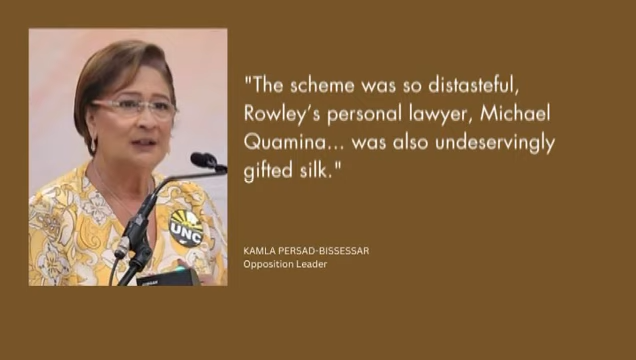 "The scheme was so distasteful,
Rowley's personal lawyer, Michael
Quamina... was also undeservingly
gifted silk."
UNC
KAMLA PERSAD-BISSESSAR
Opposition Leader